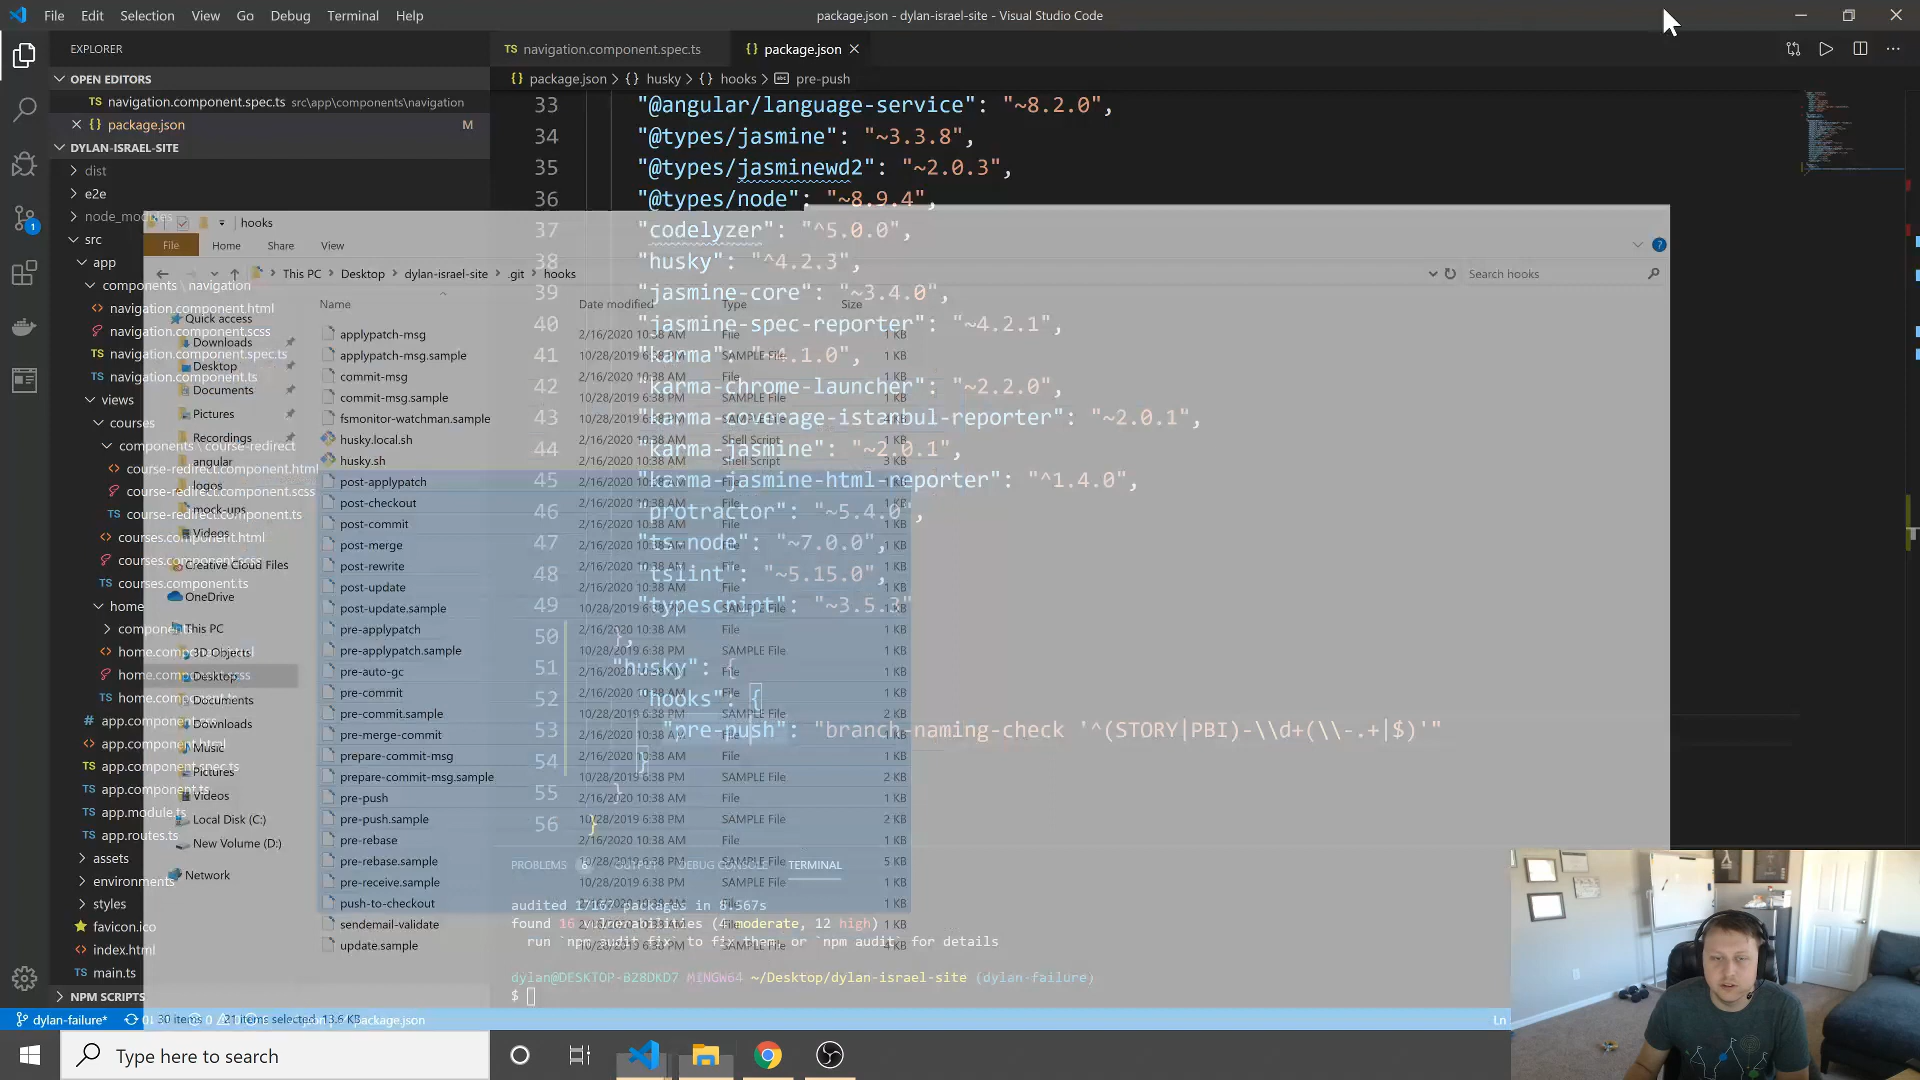 File Edit Selection View Go Debug Terminal Help
package.json - dylan-israel-site - Visual Studio Code
EXPLORER
OPEN EDITORS
TS navigation.component.spec.ts src\app\components\navigation
{} package.json M
DYLAN-ISRAEL-SITE
dist
e2e
node_modules
src
app
components \ navigation
navigation.component.html
navigation.component.scss
TS navigation.component.spec.ts
TS navigation.component.ts
views
courses
components \ course-redirect
course-redirect.component.html
course-redirect.component.scss
TS course-redirect.component.ts
courses.component.html
courses.component.scss
TS courses.component.ts
home
TS app.component.spec.ts
TS app.component.ts
TS app.module.ts
TS app.routes.ts
assets
environments
styles
favicon.ico
index.html
main.ts
NPM SCRIPTS
TS navigation.component.spec.ts
{} package.json
{} package.json > {} husky > {} hooks > pre-push
33 "@angular/language-service": "~8.2.0",
34 "@types/jasmine": "~3.3.8",
35 "@types/jasminewd2": "~2.0.3",
36 "@types/node": "~8.9.4",
37 "codelyzer": "^5.0.0",
38 "husky": "^4.2.3",
39 "jasmine-core": "~3.4.0",
40 "jasmine-spec-reporter": "~4.2.1",
41 "karma": "~4.1.0",
42 "karma-chrome-launcher": "~2.2.0",
43 "karma-coverage-istanbul-reporter": "~2.0.1",
44 "karma-jasmine": "~2.0.1",
45 "karma-jasmine-html-reporter": "^1.4.0",
46 "protractor": "~5.4.0",
47 "ts-node": "~7.0.0",
48 "tslint": "~5.15.0",
49 "typescript": "~3.5.3"
50 },
51 "husky": {
52 "hooks": {
53 "pre-push": "branch-naming-check '^(STORY|PBI)-\\d+(\\-.+|$)'"
54 }
55 }
56 }
hooks
File Home Share View
This PC Desktop dylan-israel-site .git hooks
Search hooks
Quick access
Downloads
Desktop
Documents
Pictures
Recordings
angular
logos
mock-ups
Videos
Creative Cloud Files
OneDrive
This PC
3D Objects
Desktop
Documents
Downloads
Music
Pictures
Videos
Local Disk (C:)
New Volume (D:)
Network
Name Date modified Type Size
applypatch-msg 2/16/2020 10:38 AM File 1 KB
applypatch-msg.sample 10/28/2019 6:38 PM SAMPLE File 1 KB
commit-msg 2/16/2020 10:38 AM File 1 KB
commit-msg.sample 10/28/2019 6:38 PM SAMPLE File 1 KB
fsmonitor-watchman.sample 10/28/2019 6:38 PM SAMPLE File
husky.local.sh 2/16/2020 10:38 AM Shell Script 1 KB
husky.sh 2/16/2020 10:38 AM Shell Script 3 KB
post-applypatch 2/16/2020 10:38 AM File 1 KB
post-checkout 2/16/2020 10:38 AM File 1 KB
post-commit 2/16/2020 10:38 AM File 1 KB
post-merge 2/16/2020 10:38 AM File 1 KB
post-rewrite 2/16/2020 10:38 AM File 1 KB
post-update 2/16/2020 10:38 AM File 1 KB
post-update.sample 10/28/2019 6:38 PM SAMPLE File 1 KB
pre-applypatch 2/16/2020 10:38 AM File 1 KB
pre-applypatch.sample 10/28/2019 6:38 PM SAMPLE File 1 KB
pre-auto-gc 2/16/2020 10:38 AM File 1 KB
pre-commit 2/16/2020 10:38 AM File 1 KB
pre-commit.sample 10/28/2019 6:38 PM SAMPLE File 2 KB
pre-merge-commit 2/16/2020 10:38 AM File 1 KB
prepare-commit-msg 2/16/2020 10:38 AM File 1 KB
prepare-commit-msg.sample 10/28/2019 6:38 PM SAMPLE File 2 KB
pre-push 2/16/2020 10:38 AM File 1 KB
pre-push.sample 10/28/2019 6:38 PM SAMPLE File 2 KB
pre-rebase 2/16/2020 10:38 AM File 1 KB
pre-rebase.sample 10/28/2019 6:38 PM SAMPLE File 5 KB
pre-receive.sample 10/28/2019 6:38 PM SAMPLE File 1 KB
push-to-checkout 2/16/2020 10:38 AM File 1 KB
sendemail-validate 2/16/2020 10:38 AM File 1 KB
update.sample 10/28/2019 6:38 PM SAMPLE File 4 KB
30 items 21 items selected 13.6 KB
PROBLEMS 6 OUTPUT DEBUG CONSOLE TERMINAL
audited 17167 packages in 8.567s
found 16 vulnerabilities (4 moderate, 12 high)
run `npm audit fix` to fix them, or `npm audit` for details
dylan@DESKTOP-BZ8DKD7 MINGW64 ~/Desktop/dylan-israel-site (dylan-failure)
$
dylan-failure*
package.json
Ln
Type here to search